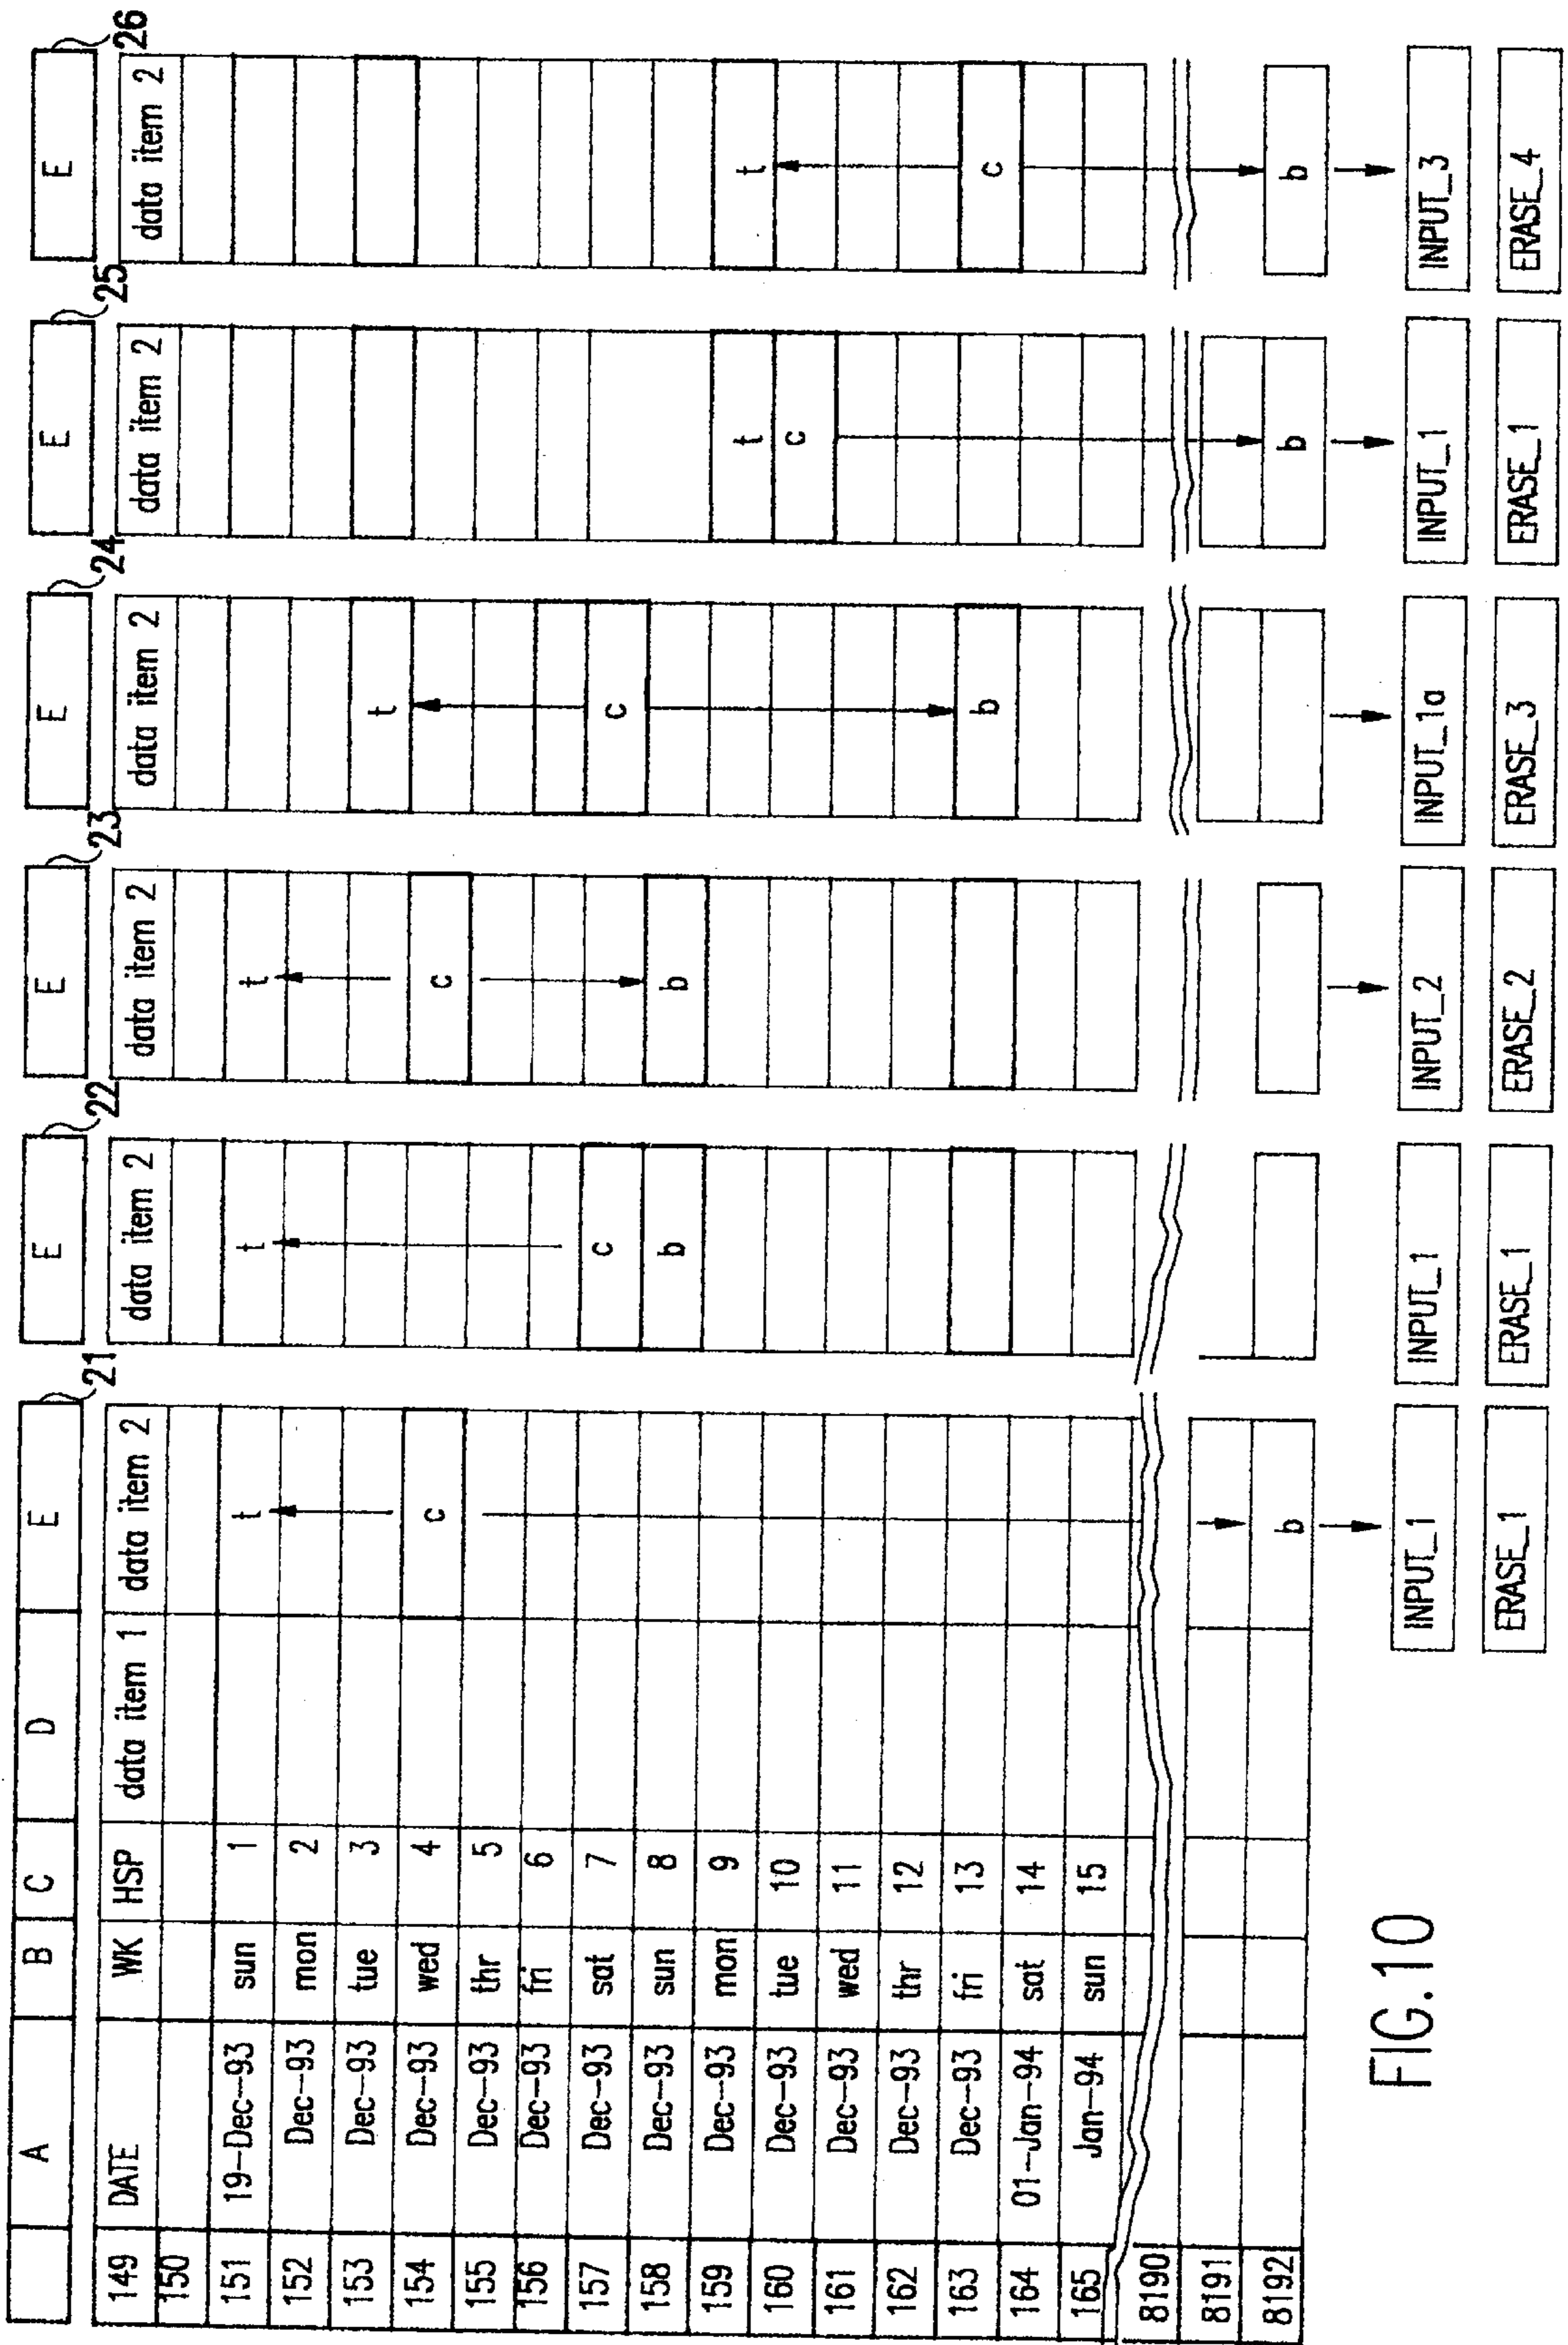 A B C D E E E E E E
21 22 23 24 25 26
149 DATE WK HSP data item 1 data item 2 data item 2 data item 2 data item 2 data item 2 data item 2
150
151 19-Dec-93 sun 1 t t t
152 Dec-93 mon 2
153 Dec-93 tue 3 t
154 Dec-93 wed 4 c c
155 Dec-93 thr 5
156 Dec-93 fri 6
157 Dec-93 sat 7 c c
158 Dec-93 sun 8 b b
159 Dec-93 mon 9 t t
160 Dec-93 tue 10 c
161 Dec-93 wed 11
162 Dec-93 thr 12
163 Dec-93 fri 13 b c
164 01-Jan-94 sat 14
165 Jan-94 sun 15
8190
8191
8192 b b b
INPUT_1 INPUT_1 INPUT_2 INPUT_1a INPUT_1 INPUT_3
ERASE_1 ERASE_1 ERASE_2 ERASE_3 ERASE_1 ERASE_4
FIG.10